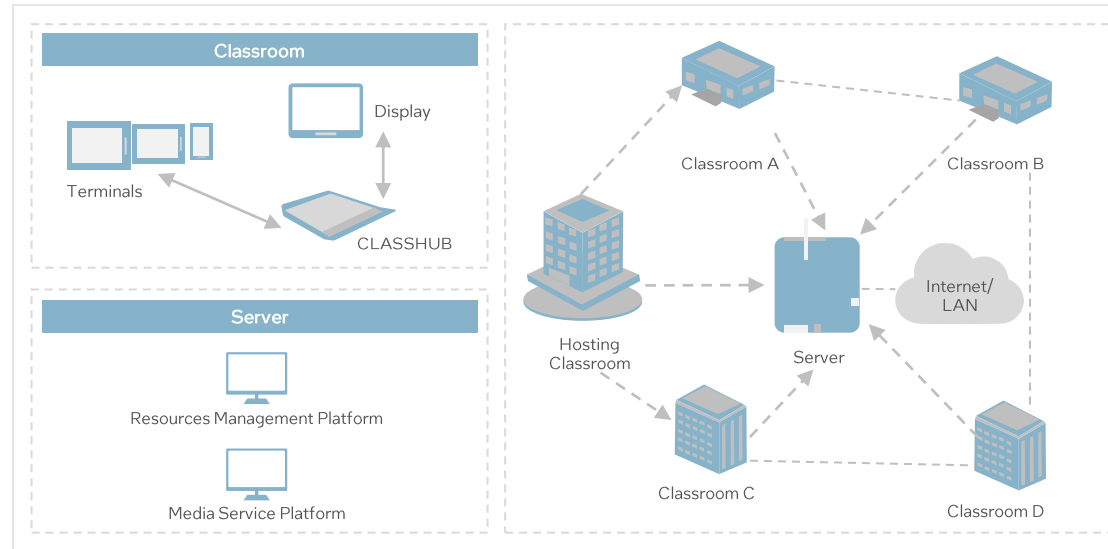 Classroom
Display
Terminals
CLASSHUB
Server
Resources Management Platform
Media Service Platform
Classroom A
Classroom B
Internet/
LAN
Hosting
Classroom
Server
Classroom C
Classroom D